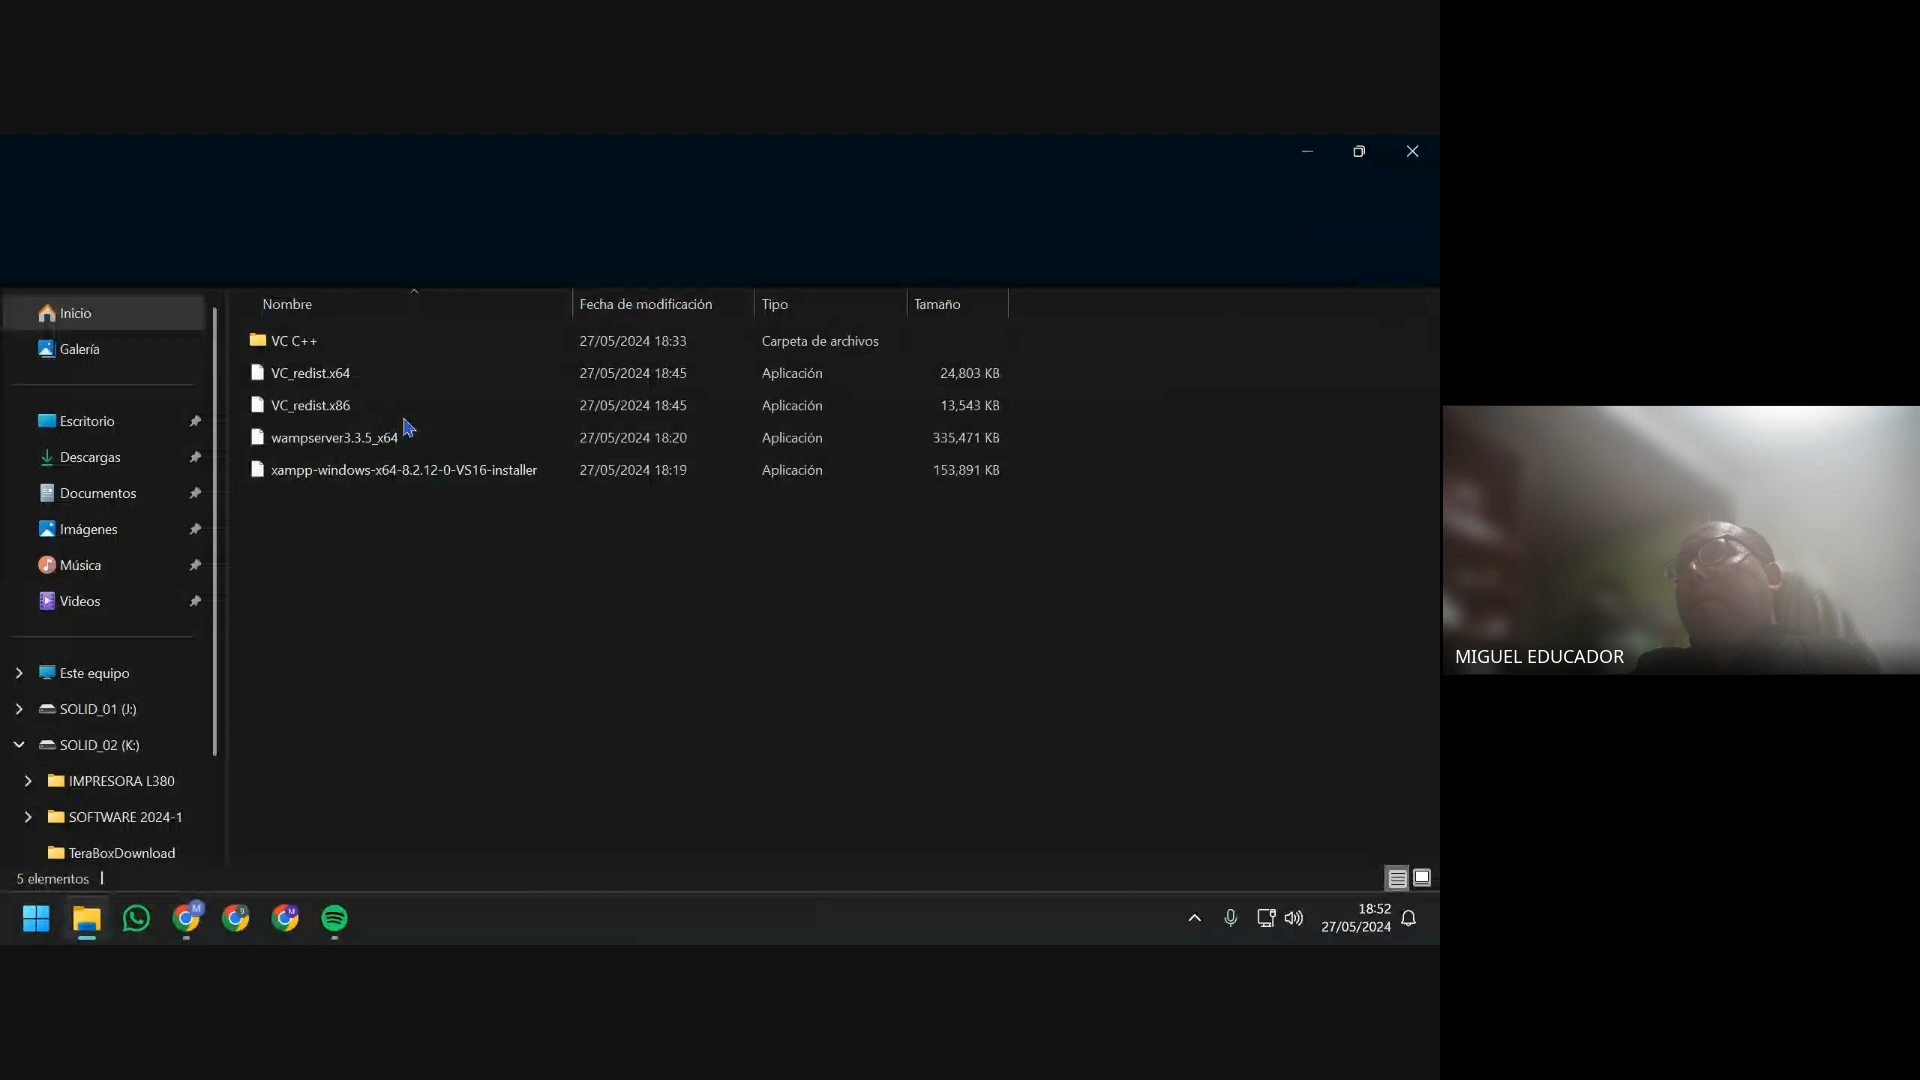 Nombre Fecha de modificación Tipo Tamaño
VC C++ 27/05/2024 18:33 Carpeta de archivos
VC_redist.x64 27/05/2024 18:45 Aplicación 24,803 KB
VC_redist.x86 27/05/2024 18:45 Aplicación 13,543 KB
wampserver3.3.5_x64 27/05/2024 18:20 Aplicación 335,471 KB
xampp-windows-x64-8.2.12-0-VS16-installer 27/05/2024 18:19 Aplicación 153,891 KB
Inicio
Galería
Escritorio
Descargas
Documentos
Imágenes
Música
Videos
Este equipo
SOLID_01 (J:)
SOLID_02 (K:)
IMPRESORA L380
SOFTWARE 2024-1
TeraBoxDownload
5 elementos
18:52
27/05/2024
MIGUEL EDUCADOR